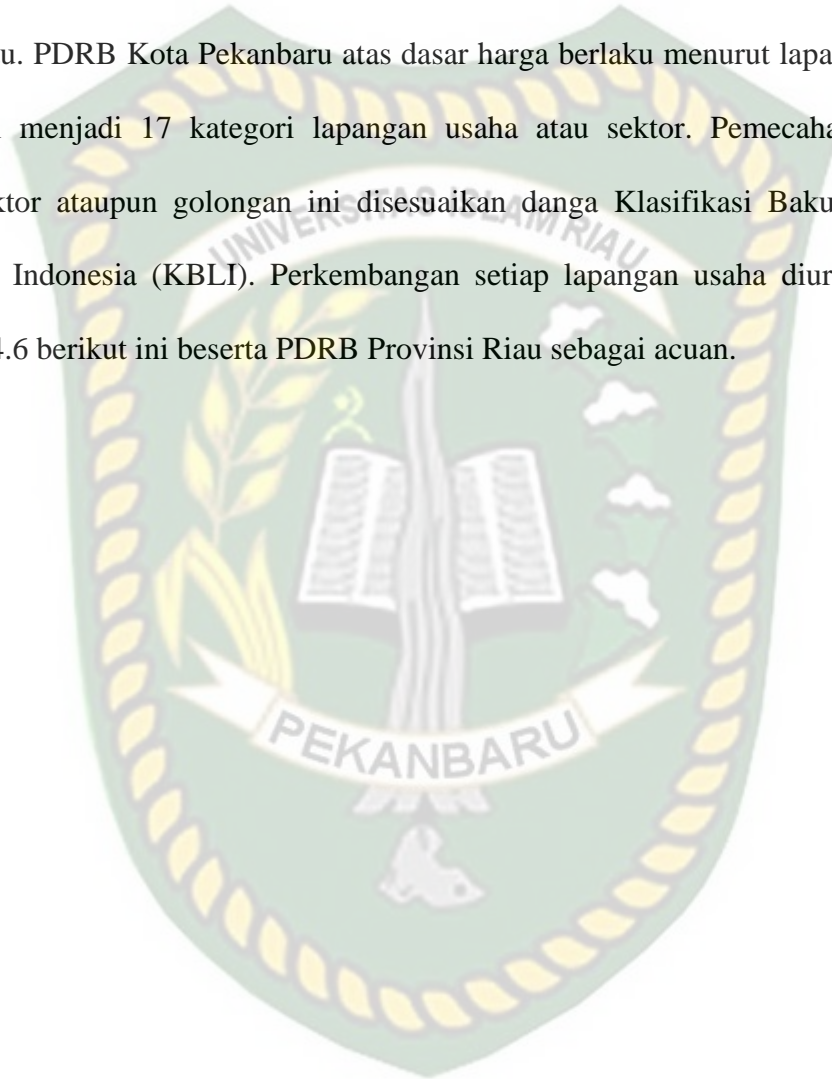 u. PDRB Kota Pekanbaru atas dasar harga berlaku menurut lapa
menjadi 17 kategori lapangan usaha atau sektor. Pemecaha
ktor ataupun golongan ini disesuaikan danga Klasifikasi Baku
Indonesia (KBLI). Perkembangan setiap lapangan usaha diur
4.6 berikut ini beserta PDRB Provinsi Riau sebagai acuan.
UNIVERSITAS ISLAM RIAU
PEKANBARU